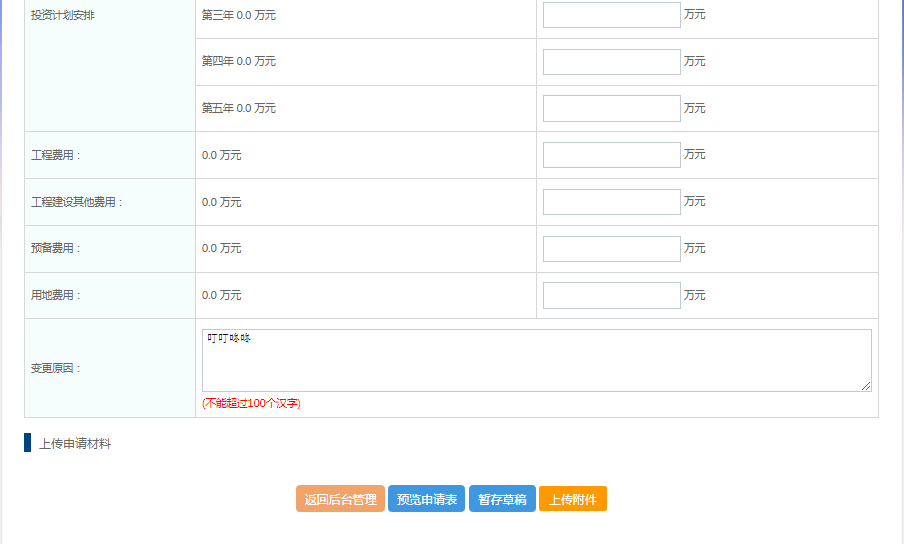 投资计划安排 第三年 0.0 万元 万元
第四年 0.0 万元 万元
第五年 0.0 万元 万元
工程费用： 0.0 万元 万元
工程建设其他费用： 0.0 万元 万元
预备费用： 0.0 万元 万元
用地费用： 0.0 万元 万元
变更原因： 叮叮咚咚
(不能超过100个汉字)
上传申请材料
返回后台管理 预览申请表 暂存草稿 上传附件